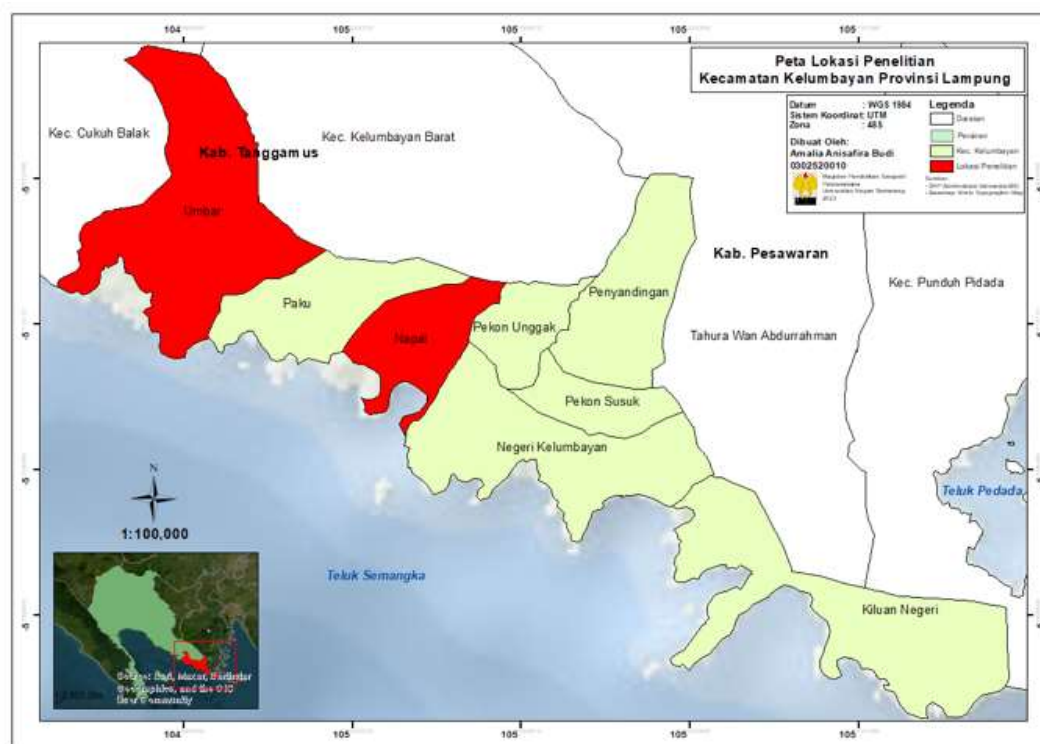 104
105
105
105
105
Peta Lokasi Penelitian
Kecamatan Kelumbayan Provinsi Lampung
Datum : WGS 1984
Sistem Koordinat: UTM
Zona : 48S
Dibuat Oleh:
Amalia Anisafira Budi
0302520010
Legenda
Daratan
Perairan
Kec. Kelumbayan
Lokasi Penelitian
Kec. Cukuh Balak
Kec. Kelumbayan Barat
Kab. Tanggamus
Umbar
Kab. Pesawaran
Kec. Punduh Pidada
Penyandingan
Paku
Napal
Pekon Unggak
Tahura Wan Abdurrahman
Pekon Susuk
Negeri Kelumbayan
Teluk Pedada
N
1:100,000
Teluk Semangka
Kiluan Negeri
104
105
105
105
105